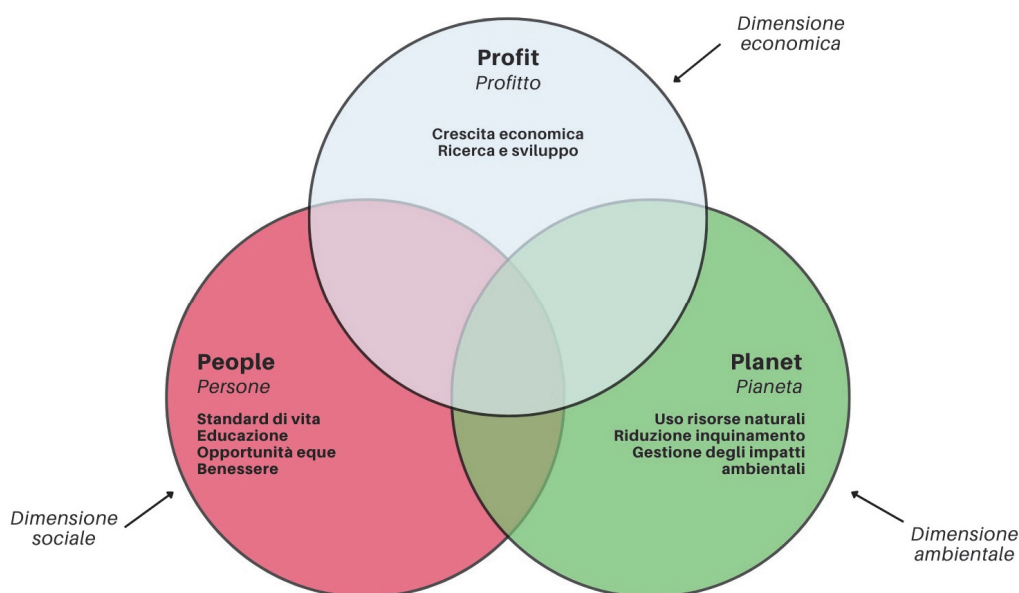 Dimensione
economica
Profit
Profitto
Crescita economica
Ricerca e sviluppo
People
Persone
Standard di vita
Educazione
Opportunità eque
Benessere
Planet
Pianeta
Uso risorse naturali
Riduzione inquinamento
Gestione degli impatti
ambientali
Dimensione
sociale
Dimensione
ambientale